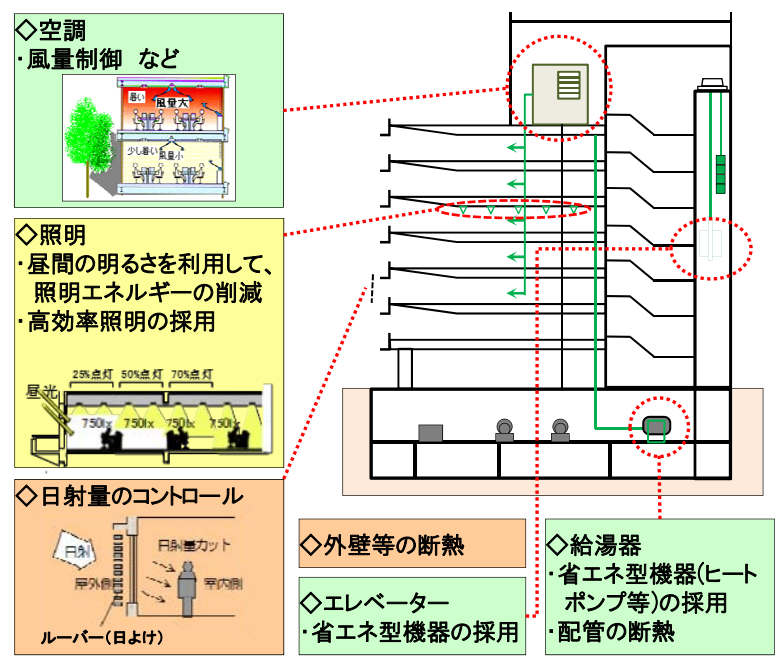 ◇空調
・風量制御 など
暑い
風量大
少し暑い
風量小
◇照明
・昼間の明るさを利用して、
照明エネルギーの削減
・高効率照明の採用
25%点灯 50%点灯 70%点灯
昼光
750lx 750lx 750lx 750lx
◇日射量のコントロール
日射
日射量カット
屋外側
室内側
ルーバー(日よけ)
◇外壁等の断熱
◇エレベーター
・省エネ型機器の採用
◇給湯器
・省エネ型機器(ヒート
ポンプ等)の採用
・配管の断熱